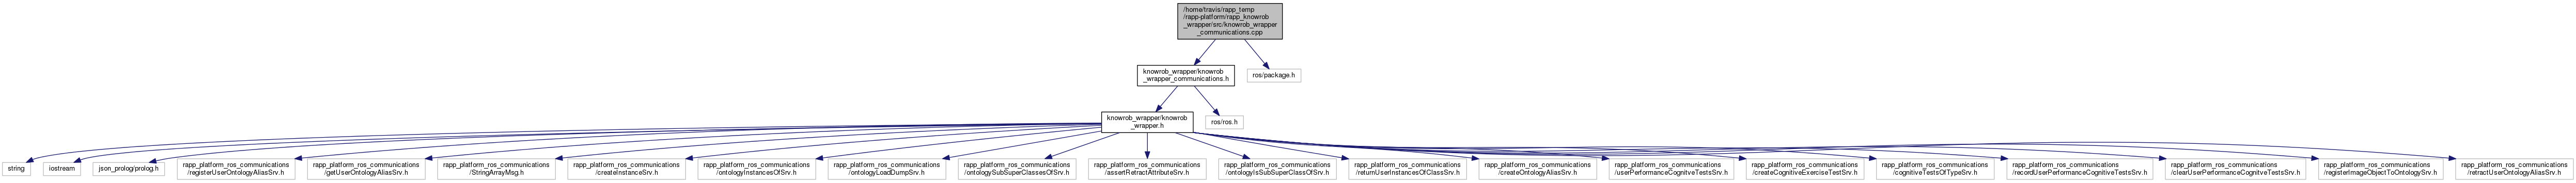 /home/travis/rapp_temp
/rapp-platform/rapp_knowrob
_wrapper/src/knowrob_wrapper
_communications.cpp
knowrob_wrapper/knowrob
_wrapper_communications.h
ros/package.h
knowrob_wrapper/knowrob
_wrapper.h
ros/ros.h
string
iostream
json_prolog/prolog.h
rapp_platform_ros_communications
/registerUserOntologyAliasSrv.h
rapp_platform_ros_communications
/getUserOntologyAliasSrv.h
rapp_platform_ros_communications
/StringArrayMsg.h
rapp_platform_ros_communications
/createInstanceSrv.h
rapp_platform_ros_communications
/ontologyInstancesOfSrv.h
rapp_platform_ros_communications
/ontologyLoadDumpSrv.h
rapp_platform_ros_communications
/ontologySubSuperClassesOfSrv.h
rapp_platform_ros_communications
/assertRetractAttributeSrv.h
rapp_platform_ros_communications
/ontologyIsSubSuperClassOfSrv.h
rapp_platform_ros_communications
/returnUserInstancesOfClassSrv.h
rapp_platform_ros_communications
/createOntologyAliasSrv.h
rapp_platform_ros_communications
/userPerformanceCognitveTestsSrv.h
rapp_platform_ros_communications
/createCognitiveExerciseTestSrv.h
rapp_platform_ros_communications
/cognitiveTestsOfTypeSrv.h
rapp_platform_ros_communications
/recordUserPerformanceCognitiveTestsSrv.h
rapp_platform_ros_communications
/clearUserPerformanceCognitveTestsSrv.h
rapp_platform_ros_communications
/registerImageObjectToOntologySrv.h
rapp_platform_ros_communications
/retractUserOntologyAliasSrv.h